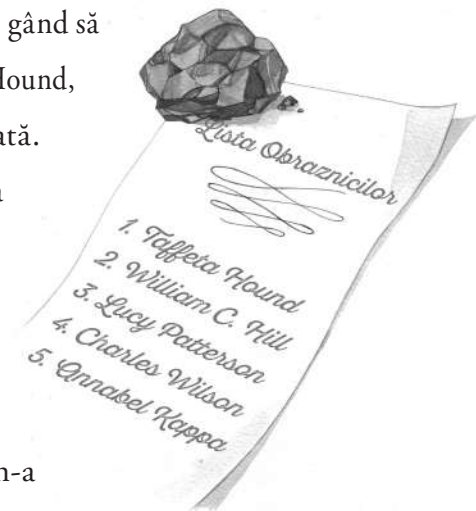 gând să
Hound,
ată.
Lista Obraznicilor
1. Taffeta Hound
2. William C. Hill
3. Lucy Patterson
4. Charles Wilson
5. Annabel Kappa